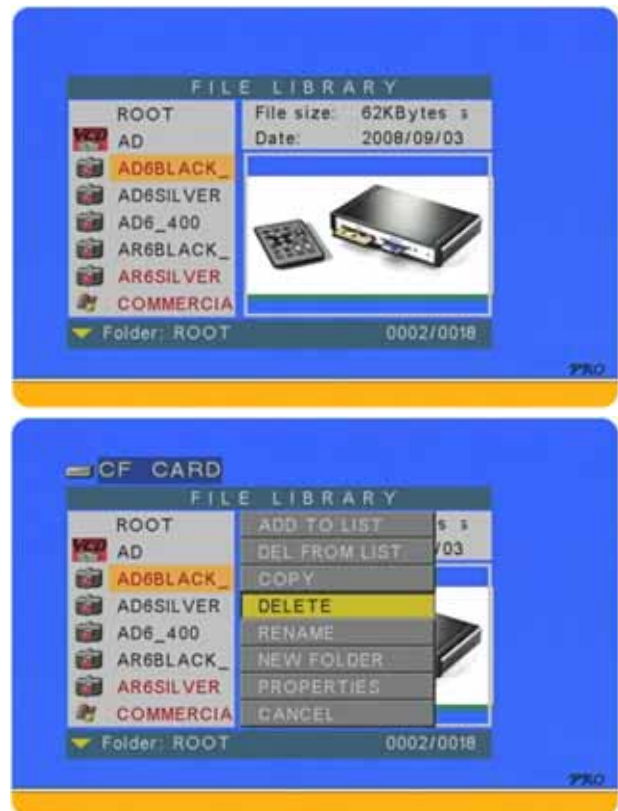 FILE LIBRARY
ROOT
File size: 62KBytes s
VCD AD
Date: 2008/09/03
AD6BLACK_
AD6SILVER
AD6_400
AR6BLACK_
AR6SILVER
COMMERCIA
Folder: ROOT 0002/0018
PRO
CF CARD
FILE LIBRARY
ROOT
VCD AD
AD6BLACK_
AD6SILVER
AD6_400
AR6BLACK_
AR6SILVER
COMMERCIA
ADD TO LIST
DEL FROM LIST
COPY
DELETE
RENAME
NEW FOLDER
PROPERTIES
CANCEL
s s
/03
Folder: ROOT 0002/0018
PRO